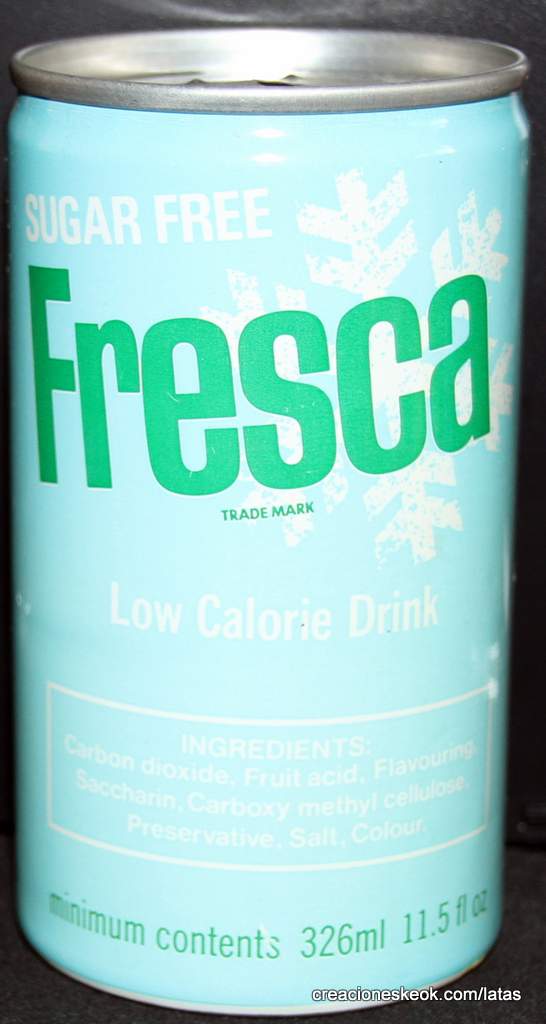 SUGAR FREE
Fresca
TRADE MARK
Low Calorie Drink
INGREDIENTS:
Carbon dioxide, Fruit acid, Flavouring,
Saccharin, Carboxy methyl cellulose,
Preservative, Salt, Colour.
minimum contents 326ml 11.5 fl oz
creacioneskeok.com/latas